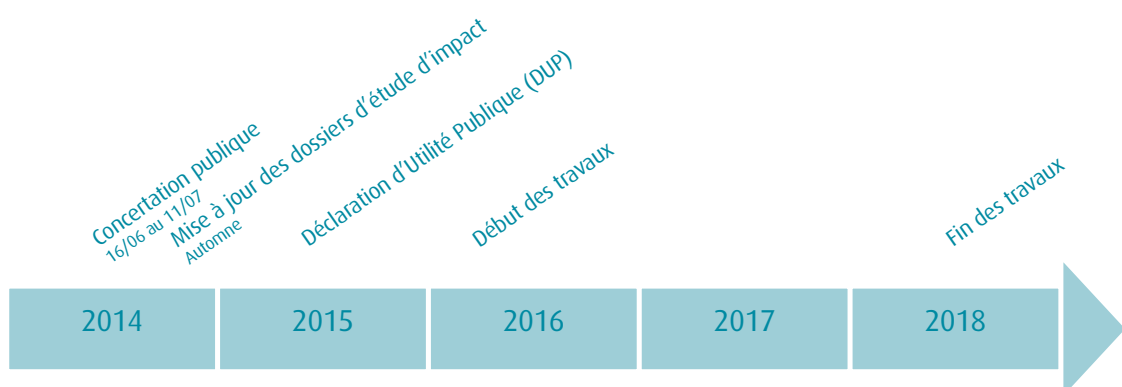 Concertation publique
16/06 au 11/07
Mise à jour des dossiers d'étude d'impact
Automne
Déclaration d'Utilité Publique (DUP)
Début des travaux
Fin des travaux
2014
2015
2016
2017
2018